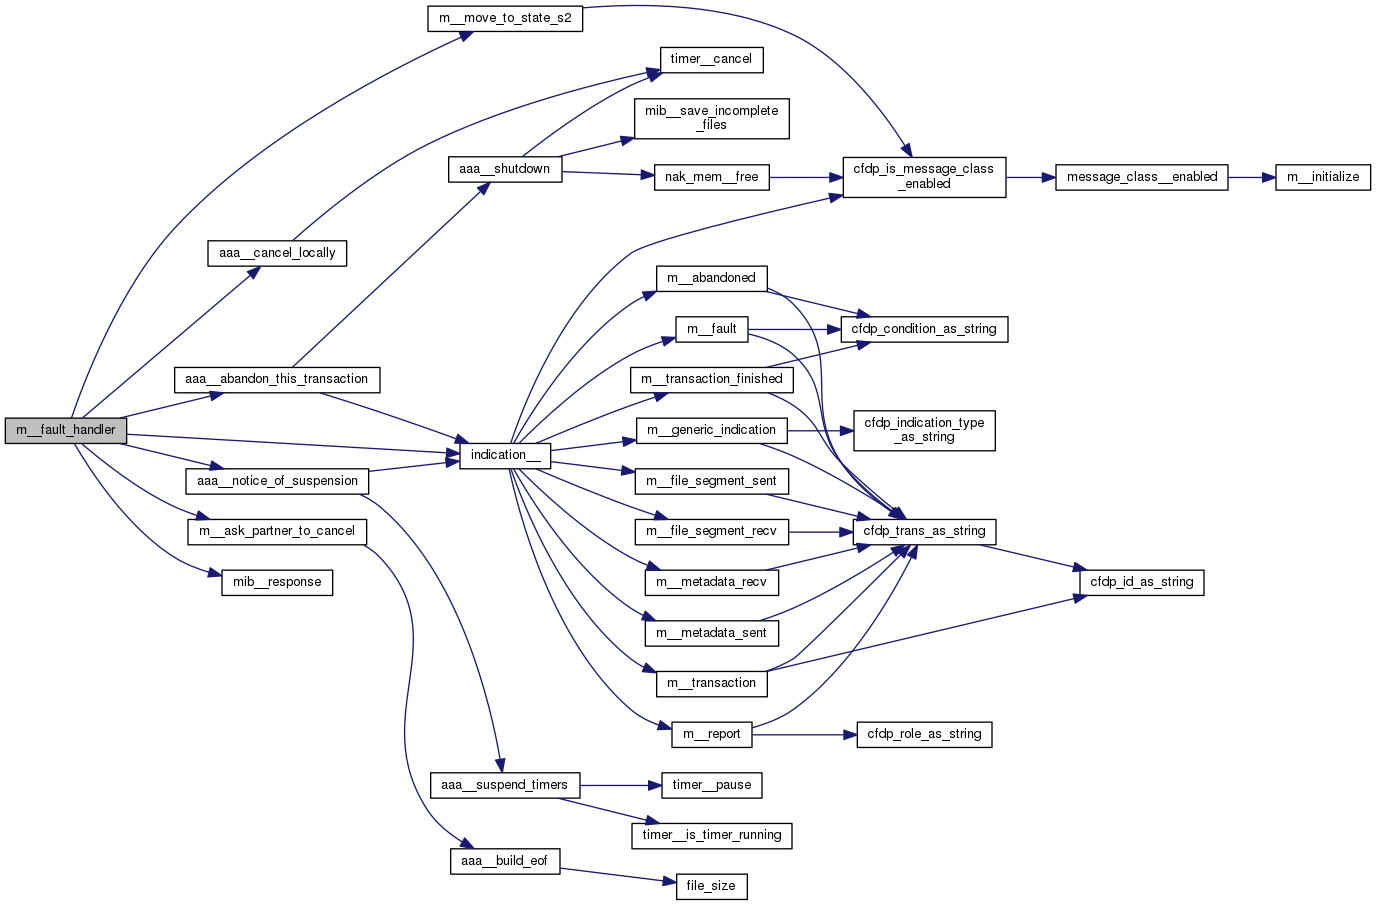 m__move_to_state_s2
timer__cancel
mib__save_incomplete
_files
aaa__shutdown
nak_mem__free
cfdp_is_message_class
_enabled
message_class__enabled
m__initialize
aaa__cancel_locally
m__abandoned
m__fault
cfdp_condition_as_string
aaa__abandon_this_transaction
m__transaction_finished
m__fault_handler
m__generic_indication
cfdp_indication_type
_as_string
indication__
aaa__notice_of_suspension
m__file_segment_sent
m__ask_partner_to_cancel
m__file_segment_recv
cfdp_trans_as_string
mib__response
m__metadata_recv
cfdp_id_as_string
m__metadata_sent
m__transaction
m__report
cfdp_role_as_string
aaa__suspend_timers
timer__pause
timer__is_timer_running
aaa__build_eof
file_size